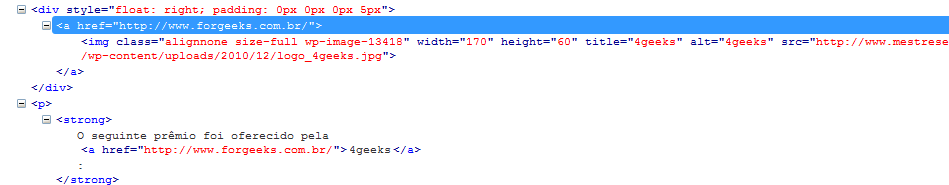 <div style="float: right; padding: 0px 0px 0px 5px">
<a href="http://www.forgeeks.com.br/">
<img class="alignnone size-full wp-image-13418" width="170" height="60" title="4geeks" alt="4geeks" src="http://www.mestrese
/wp-content/uploads/2010/12/logo_4geeks.jpg">
</a>
</div>
<p>
<strong>
O seguinte prêmio foi oferecido pela
<a href="http://www.forgeeks.com.br/">4geeks</a>
:
</strong>